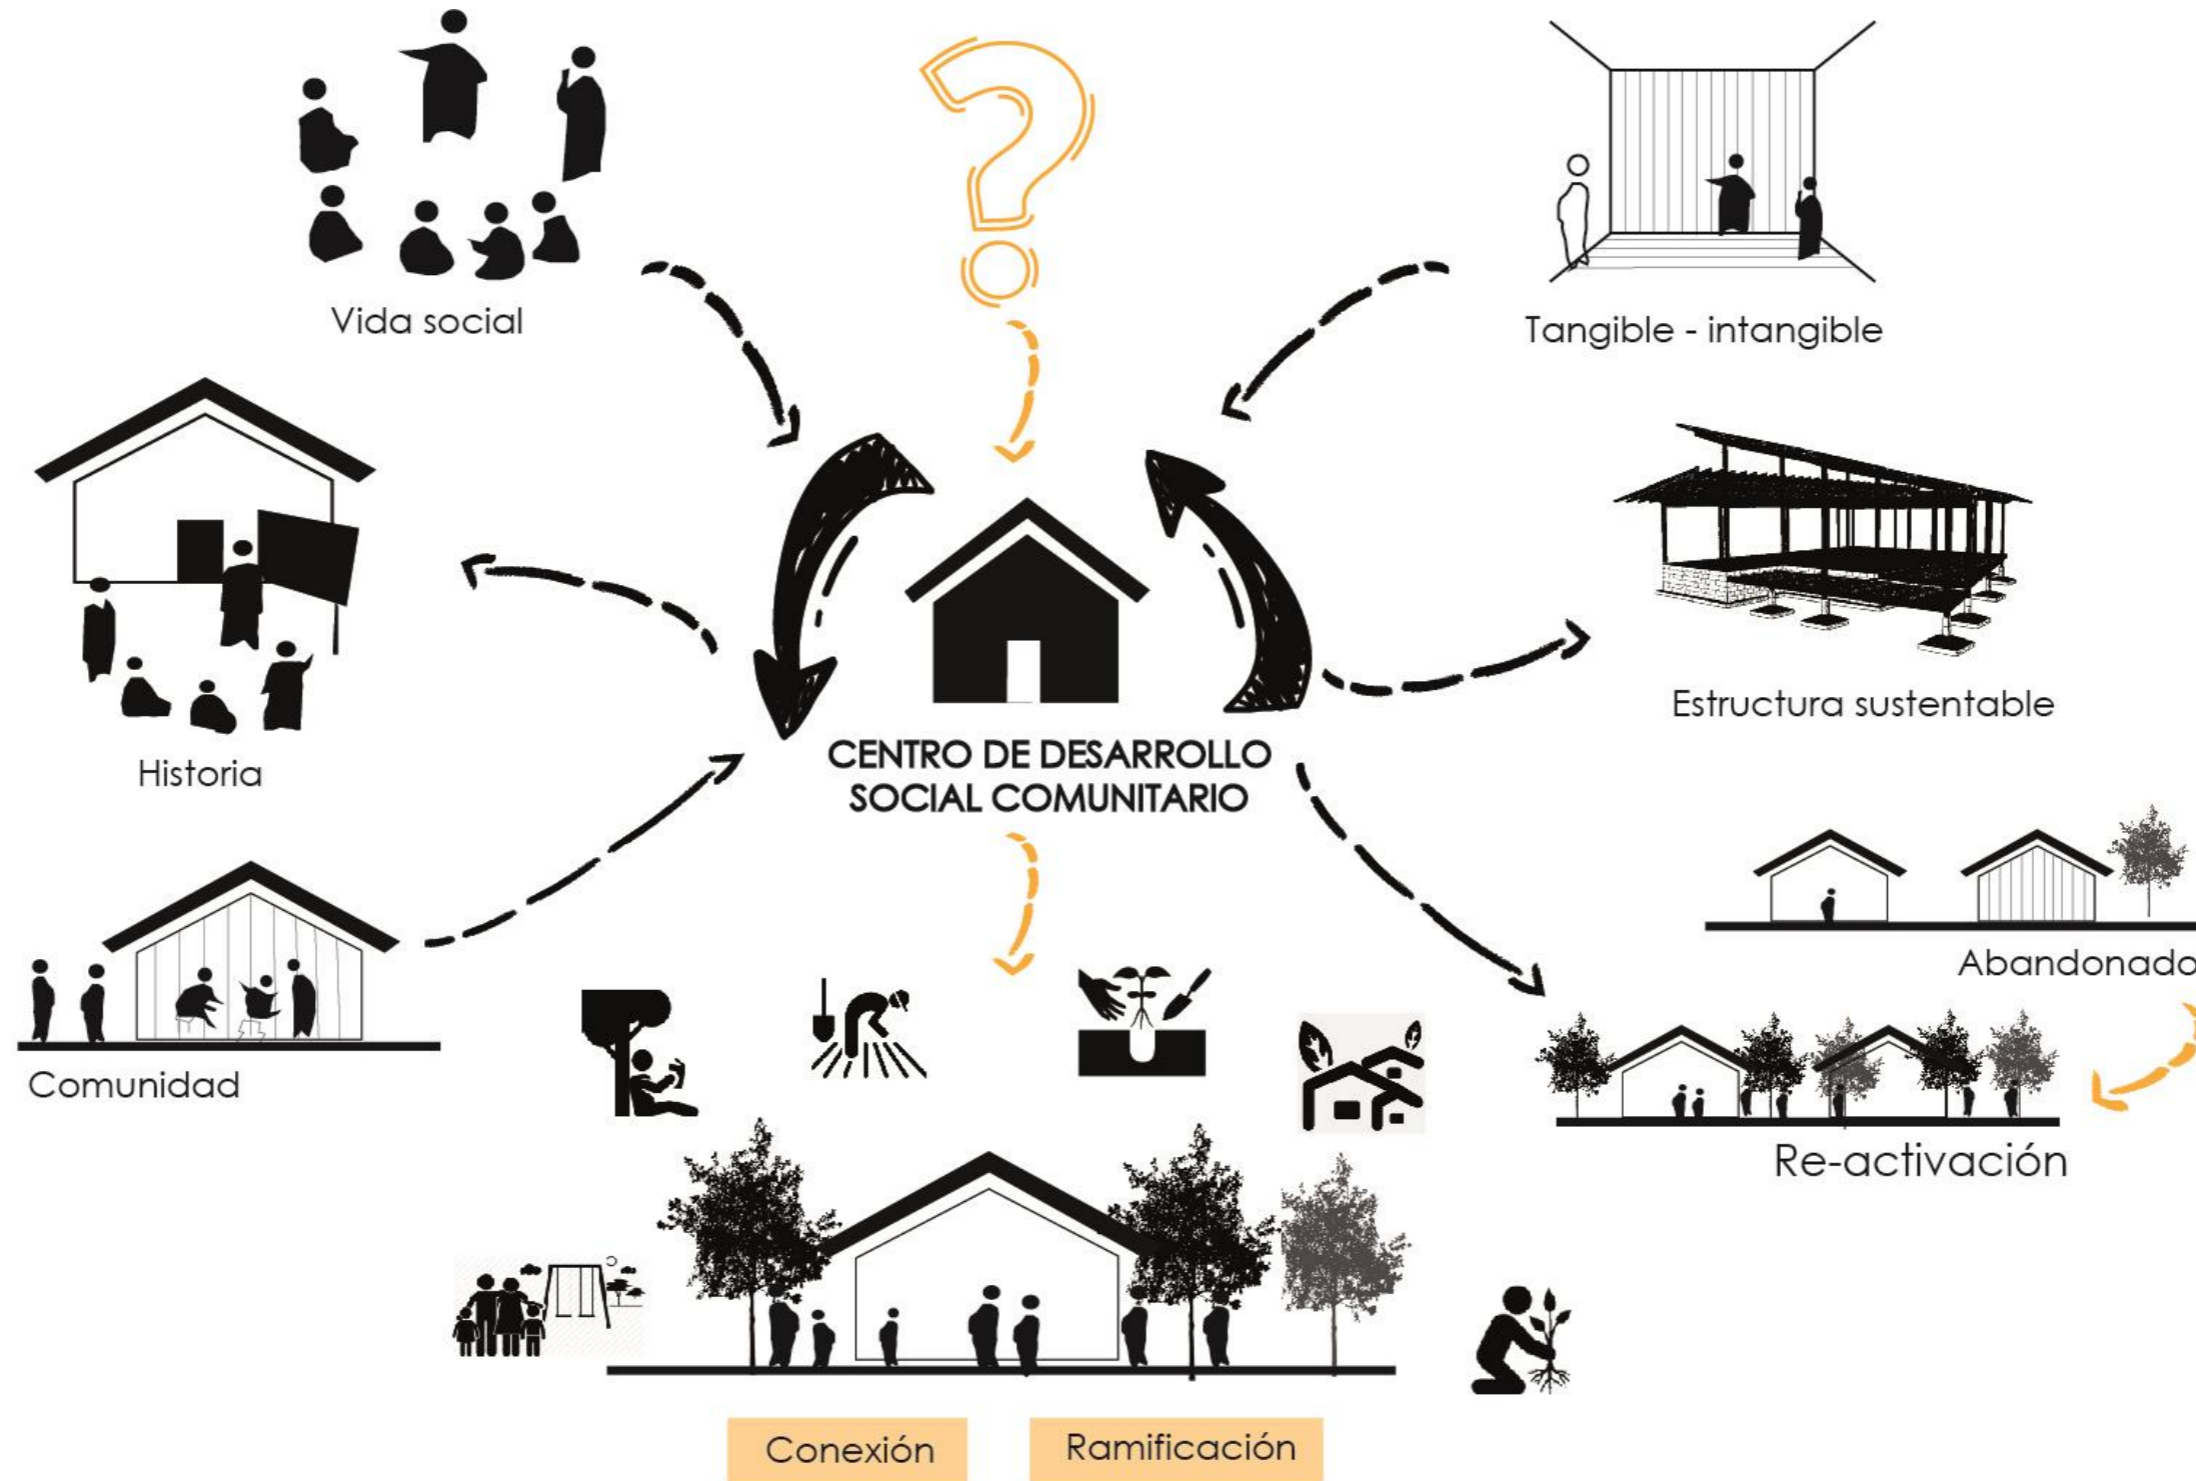 Vida social
Tangible - intangible
Estructura sustentable
Historia
CENTRO DE DESARROLLO
SOCIAL COMUNITARIO
Abandonado
Comunidad
Re-activación
Conexión
Ramificación